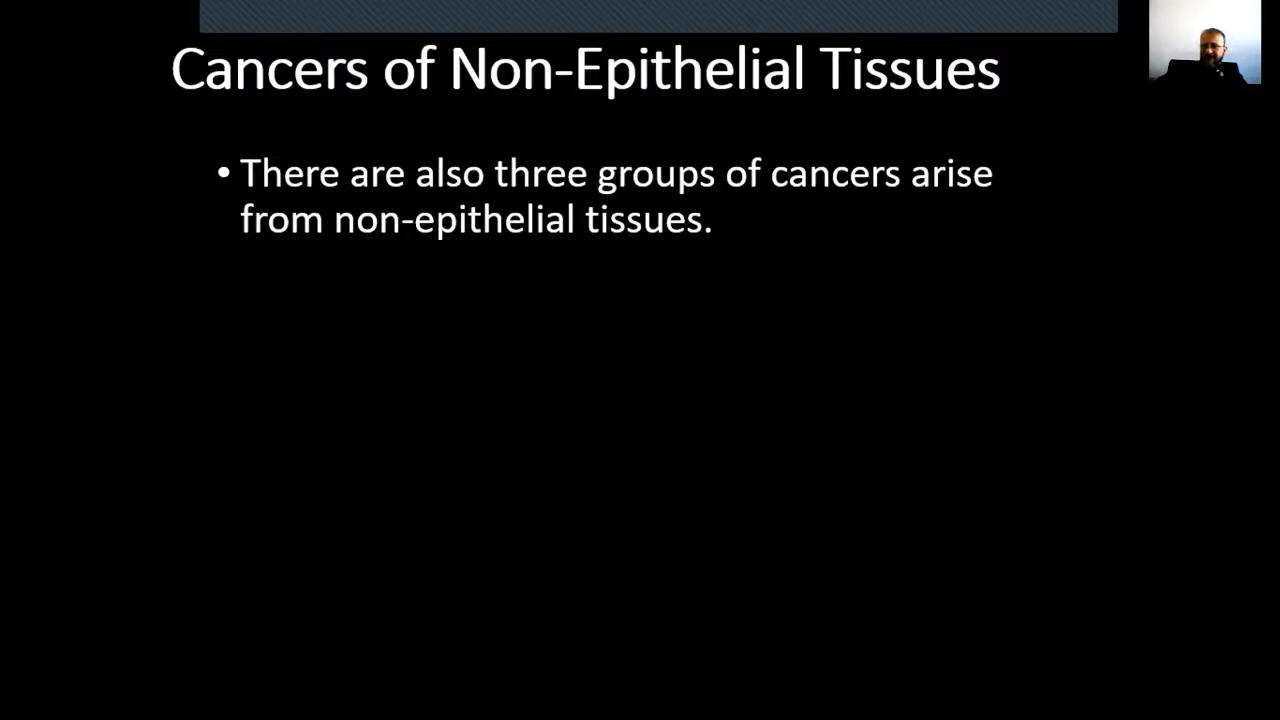 Cancers of Non-Epithelial Tissues
• There are also three groups of cancers arise
from non-epithelial tissues.